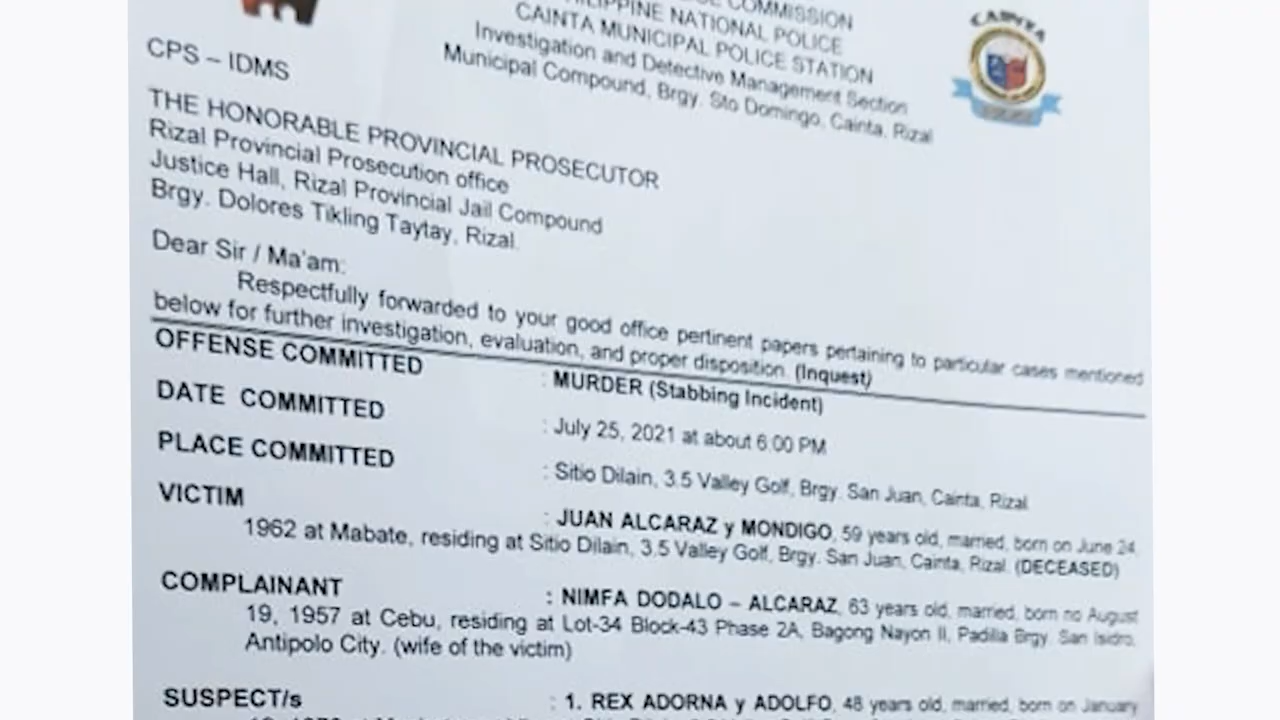 COMMISSION
PHILIPPINE NATIONAL POLICE
CAINTA MUNICIPAL POLICE STATION
Investigation and Detective Management Section
Municipal Compound, Brgy. Sto Domingo, Cainta, Rizal
CAINTA
CPS – IDMS
THE HONORABLE PROVINCIAL PROSECUTOR
Rizal Provincial Prosecution office
Justice Hall, Rizal Provincial Jail Compound
Brgy. Dolores Tikling Taytay, Rizal.
Dear Sir / Ma'am:
Respectfully forwarded to your good office pertinent papers pertaining to particular cases mentioned
below for further investigation, evaluation, and proper disposition. (Inquest)
OFFENSE COMMITTED : MURDER (Stabbing Incident)
DATE COMMITTED : July 25, 2021 at about 6:00 PM
PLACE COMMITTED : Sitio Dilain, 3.5 Valley Golf, Brgy. San Juan, Cainta, Rizal
VICTIM : JUAN ALCARAZ y MONDIGO, 59 years old, married, born on June 24,
1962 at Mabate, residing at Sitio Dilain, 3.5 Valley Golf, Brgy. San Juan, Cainta, Rizal. (DECEASED)
COMPLAINANT : NIMFA DODALO – ALCARAZ, 63 years old, married, born no August
19, 1957 at Cebu, residing at Lot-34 Block-43 Phase 2A, Bagong Nayon II, Padilla Brgy. San Isidro,
Antipolo City. (wife of the victim)
SUSPECT/s : 1. REX ADORNA y ADOLFO, 48 years old, married, born on January